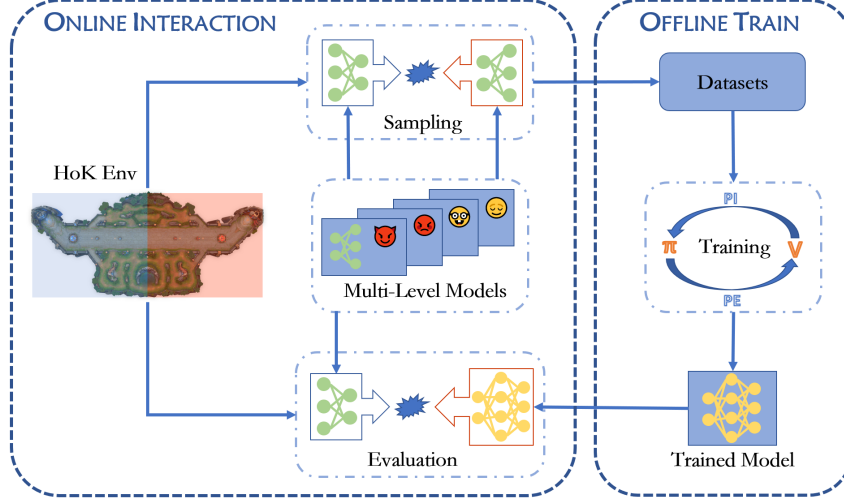 ONLINE INTERACTION
OFFLINE TRAIN
Sampling
Datasets
HoK Env
Multi-Level Models
PI
π Training V
PE
Evaluation
Trained Model